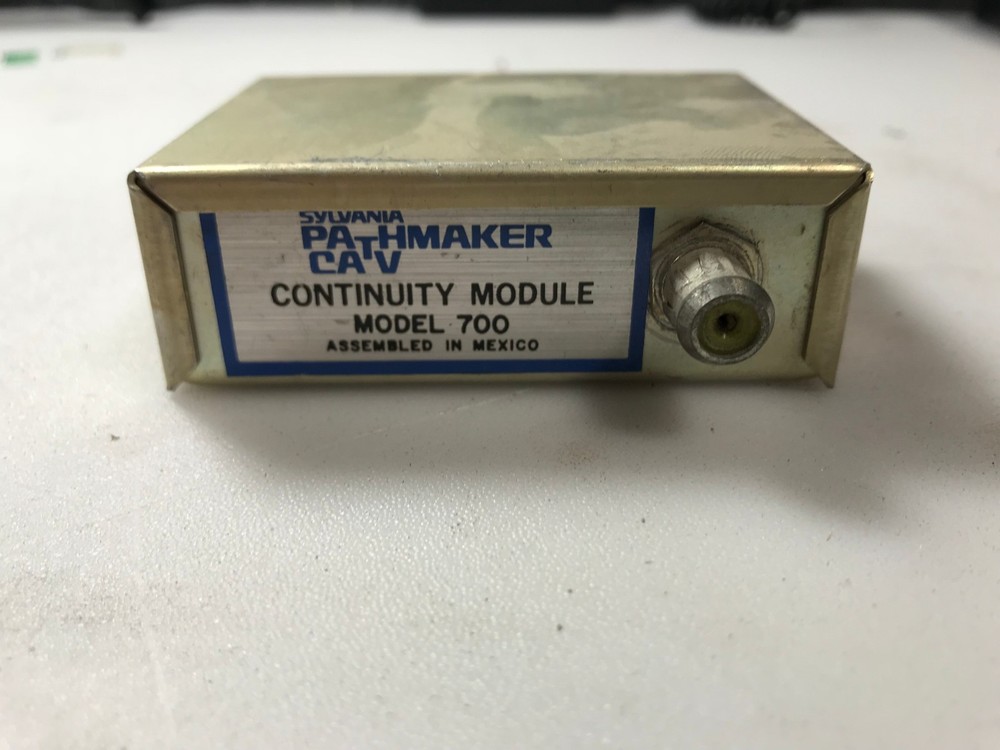 SYLVANIA
PATHMAKER
CATV
CONTINUITY MODULE
MODEL 700
ASSEMBLED IN MEXICO